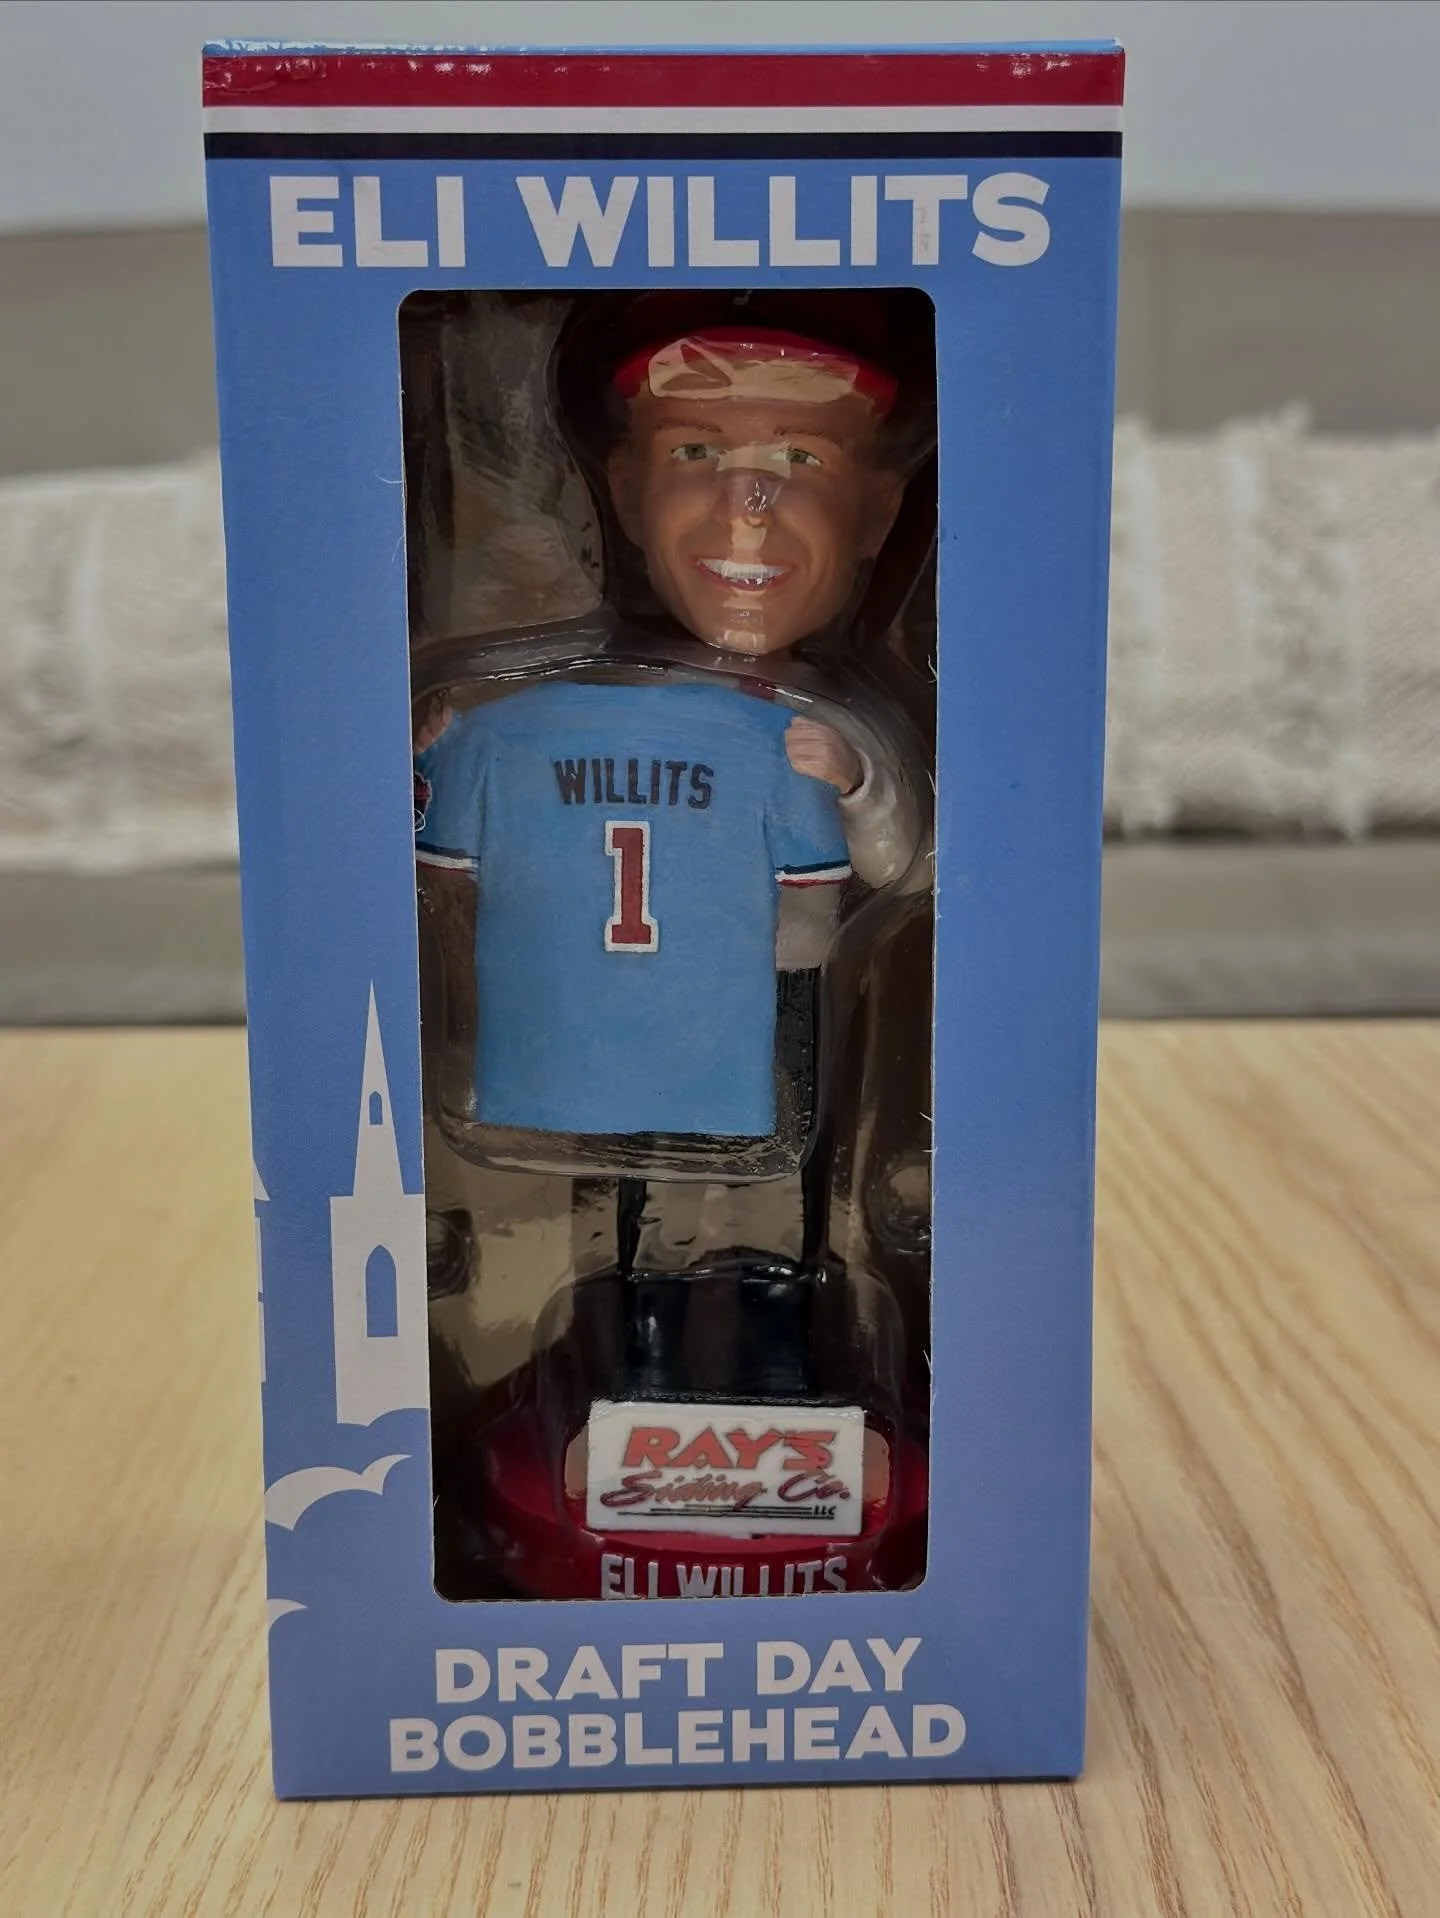 ELI WILLITS
WILLITS
1
RAY'S
Siding Co.
LLC
ELI WILLITS
DRAFT DAY
BOBBLEHEAD